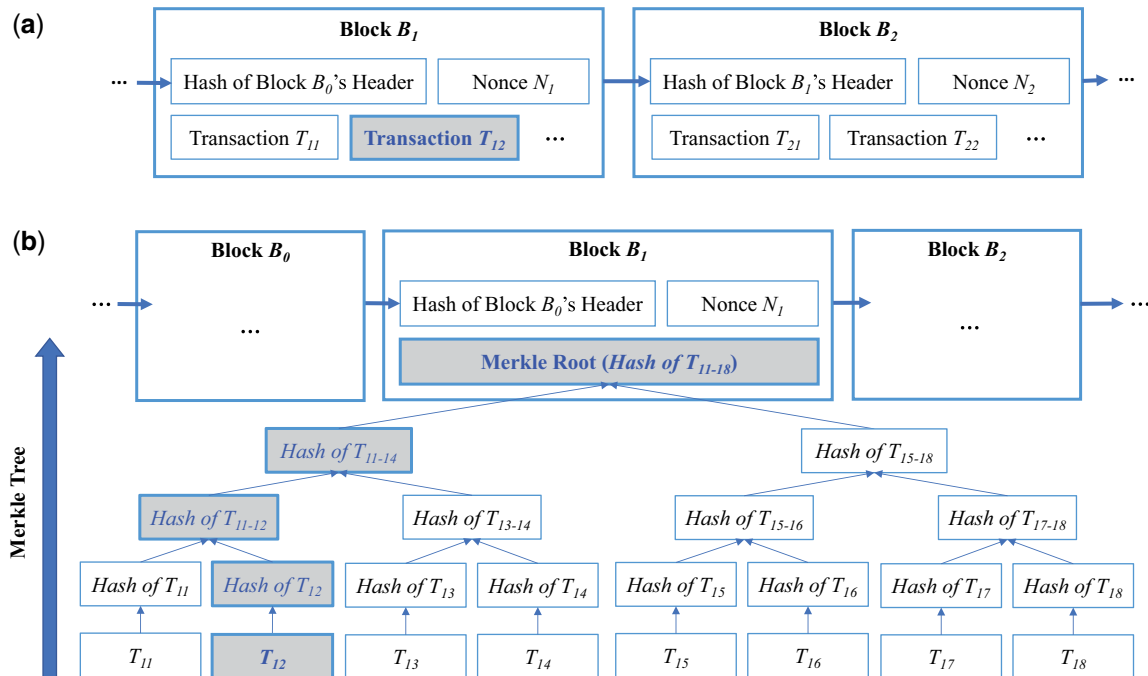 (a)
Block B₁
Block B₂
...
Hash of Block B₀'s Header
Nonce N₁
Hash of Block B₁'s Header
Nonce N₂
...
Transaction T₁₁
Transaction T₁₂
...
Transaction T₂₁
Transaction T₂₂
...
(b)
Block B₀
Block B₁
Block B₂
...
...
Hash of Block B₀'s Header
Nonce N₁
...
...
Merkle Root (Hash of T₁₁₋₁₈)
Merkle Tree
Hash of T₁₁₋₁₄
Hash of T₁₅₋₁₈
Hash of T₁₁₋₁₂
Hash of T₁₃₋₁₄
Hash of T₁₅₋₁₆
Hash of T₁₇₋₁₈
Hash of T₁₁
Hash of T₁₂
Hash of T₁₃
Hash of T₁₄
Hash of T₁₅
Hash of T₁₆
Hash of T₁₇
Hash of T₁₈
T₁₁
T₁₂
T₁₃
T₁₄
T₁₅
T₁₆
T₁₇
T₁₈